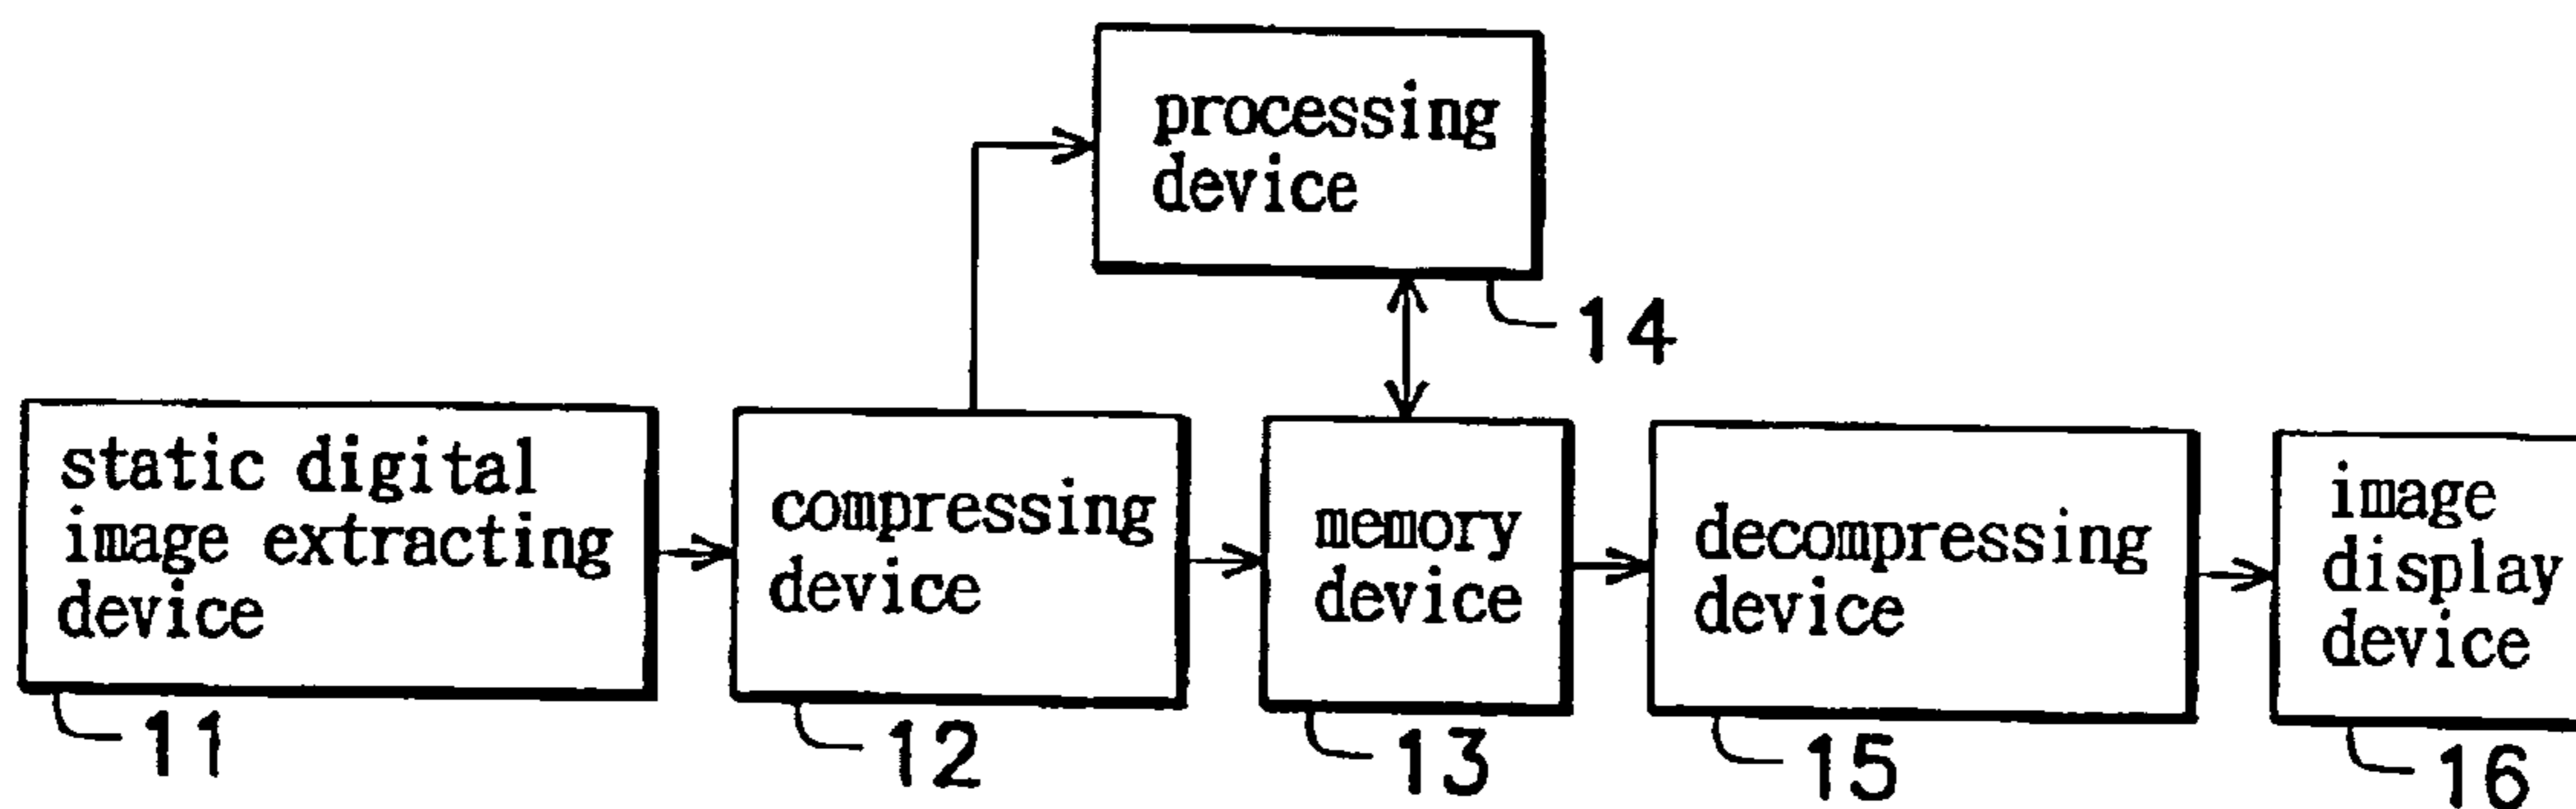 processing
device
14
static digital
image extracting
device
11
compressing
device
12
memory
device
13
decompressing
device
15
image
display
device
16